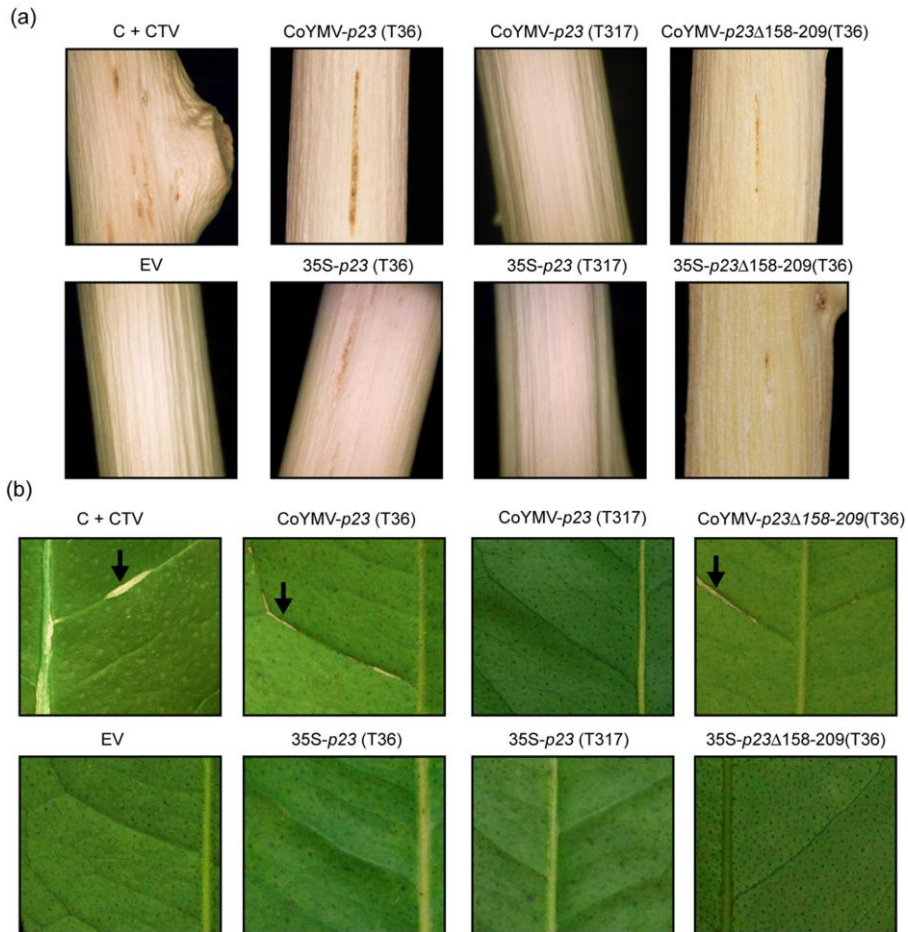 (a)
C + CTV CoYMV-p23 (T36) CoYMV-p23 (T317) CoYMV-p23Δ158-209(T36)
EV 35S-p23 (T36) 35S-p23 (T317) 35S-p23Δ158-209(T36)
(b)
C + CTV CoYMV-p23 (T36) CoYMV-p23 (T317) CoYMV-p23Δ158-209(T36)
EV 35S-p23 (T36) 35S-p23 (T317) 35S-p23Δ158-209(T36)